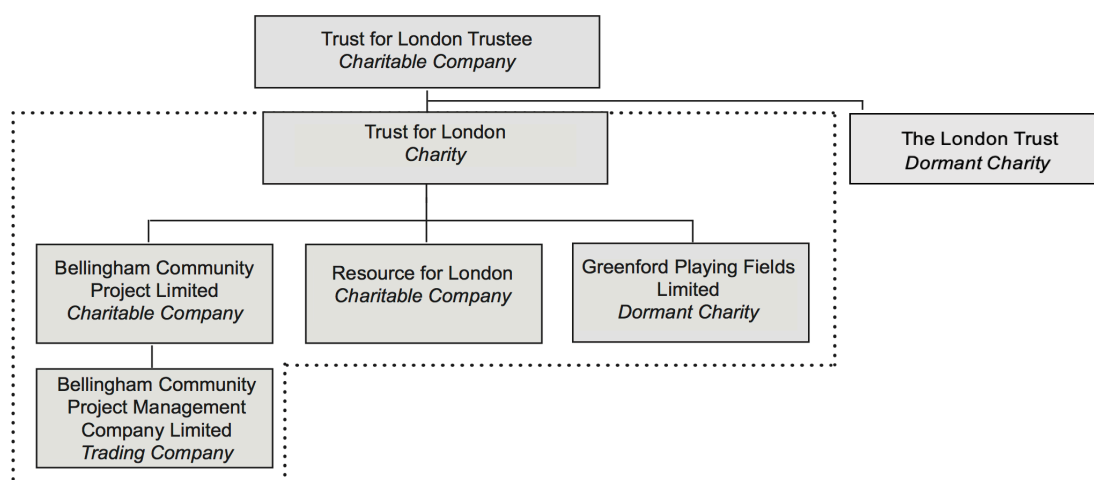 Trust for London Trustee
Charitable Company
Trust for London
Charity
The London Trust
Dormant Charity
Bellingham Community
Project Limited
Charitable Company
Resource for London
Charitable Company
Greenford Playing Fields
Limited
Dormant Charity
Bellingham Community
Project Management
Company Limited
Trading Company